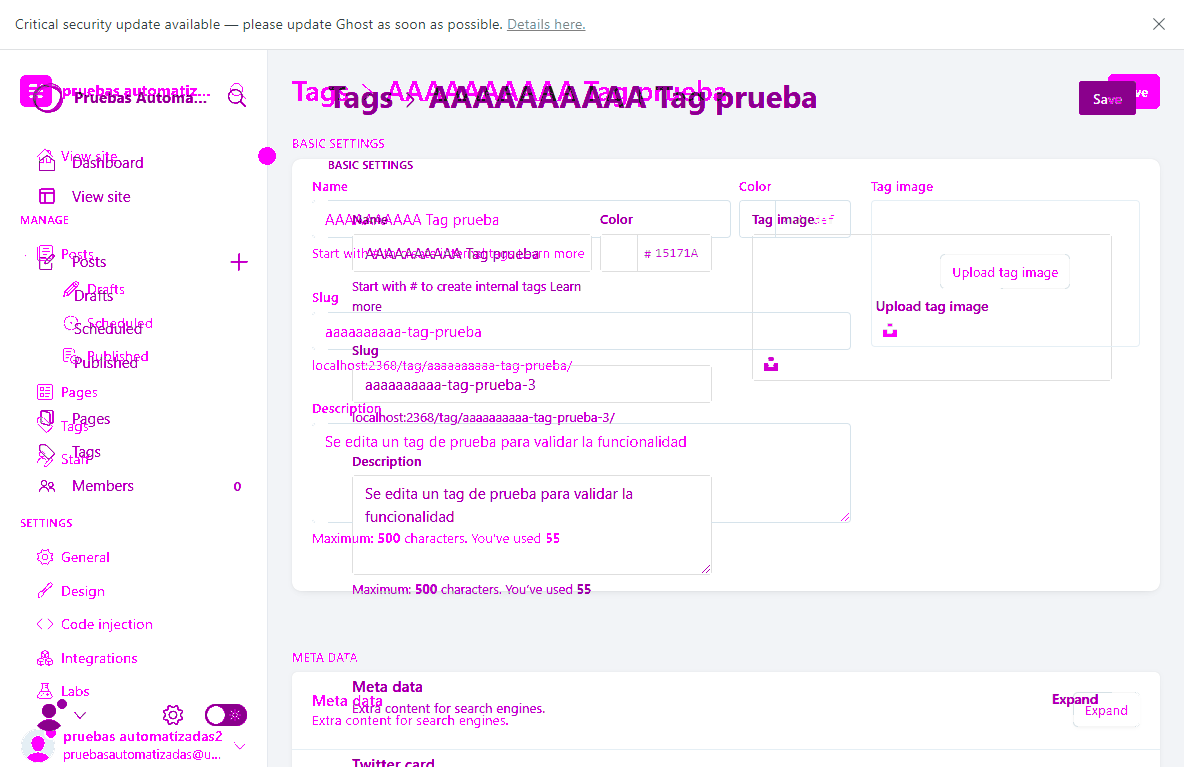 Critical security update available — please update Ghost as soon as possible. Details here.
pruebas automatiz...
Pruebas Automa...
Tags > AAAAAAAAAA Tag prueba
Tags > AAAAAAAAAA Tag prueba
Save
View site
Dashboard
View site
MANAGE
Posts
Posts
Drafts
Drafts
Scheduled
Scheduled
Published
Published
Pages
Pages
Tags
Tags
Staff
Members 0
SETTINGS
General
Design
Code injection
Integrations
Labs
pruebas automatizadas2
pruebasautomatizadas@u...
BASIC SETTINGS
BASIC SETTINGS
Name
Color
Tag image
AAAAAAAAAA Tag prueba
Name
Color
Tag image
AAAAAAAAAA Tag prueba
# 15171A
Start with # to create internal tags Learn more
Start with # to create internal tags Learn
more
Upload tag image
Upload tag image
Slug
aaaaaaaaaa-tag-prueba
localhost:2368/tag/aaaaaaaaaa-tag-prueba/
Slug
aaaaaaaaaa-tag-prueba-3
localhost:2368/tag/aaaaaaaaaa-tag-prueba-3/
Description
Se edita un tag de prueba para validar la funcionalidad
Maximum: 500 characters. You've used 55
Description
Se edita un tag de prueba para validar la
funcionalidad
Maximum: 500 characters. You've used 55
META DATA
Meta data
Extra content for search engines.
Expand
Meta data
Extra content for search engines.
Expand
Twitter card